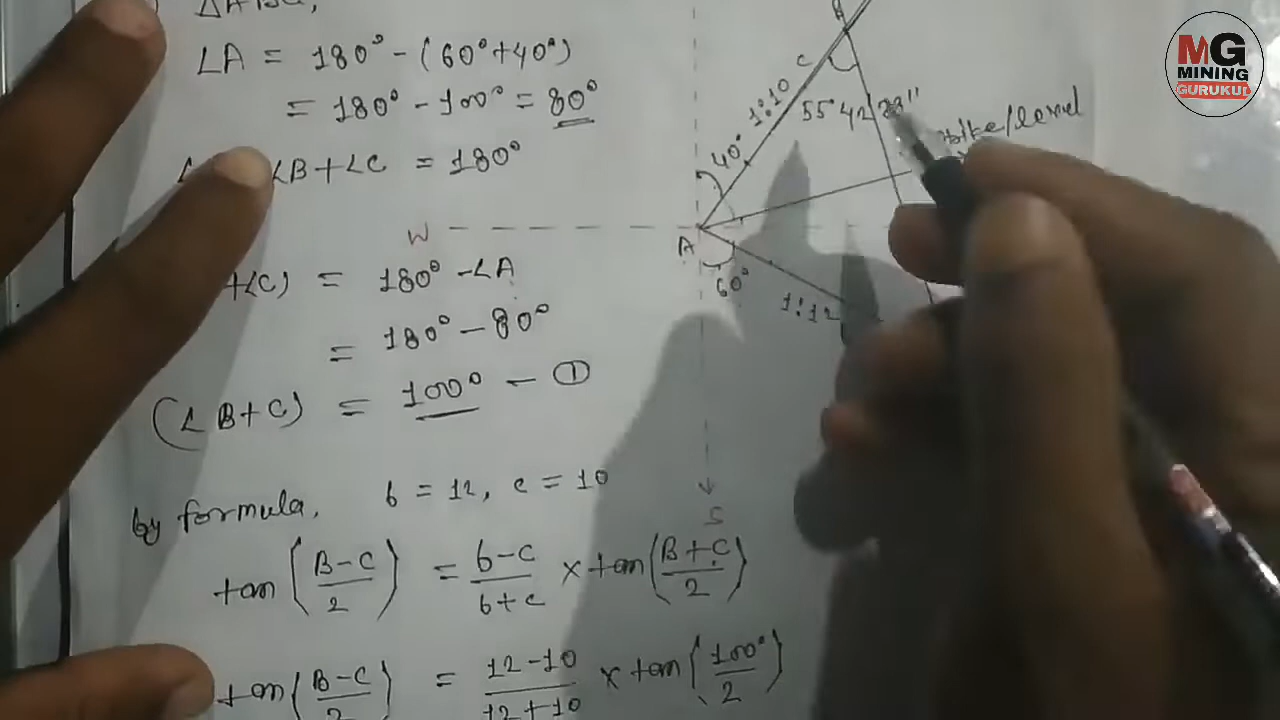 MG
MINING
GURUKUL
∠A = 180° - (60° + 40°)
= 180° - 100° = 80°
∠B + ∠C = 180°
+∠C) = 180° - ∠A
= 180° - 80°
(∠B + C) = 100° - ①
by formula, b = 12, c = 10
tan (B-C/2) = b-c/b+c × tan (B+C/2)
tan (B-C/2) = 12-10/12+10 × tan (100°/2)
B
C
1:10
55°42'
40°
/level
W
A
60°
1:12
S